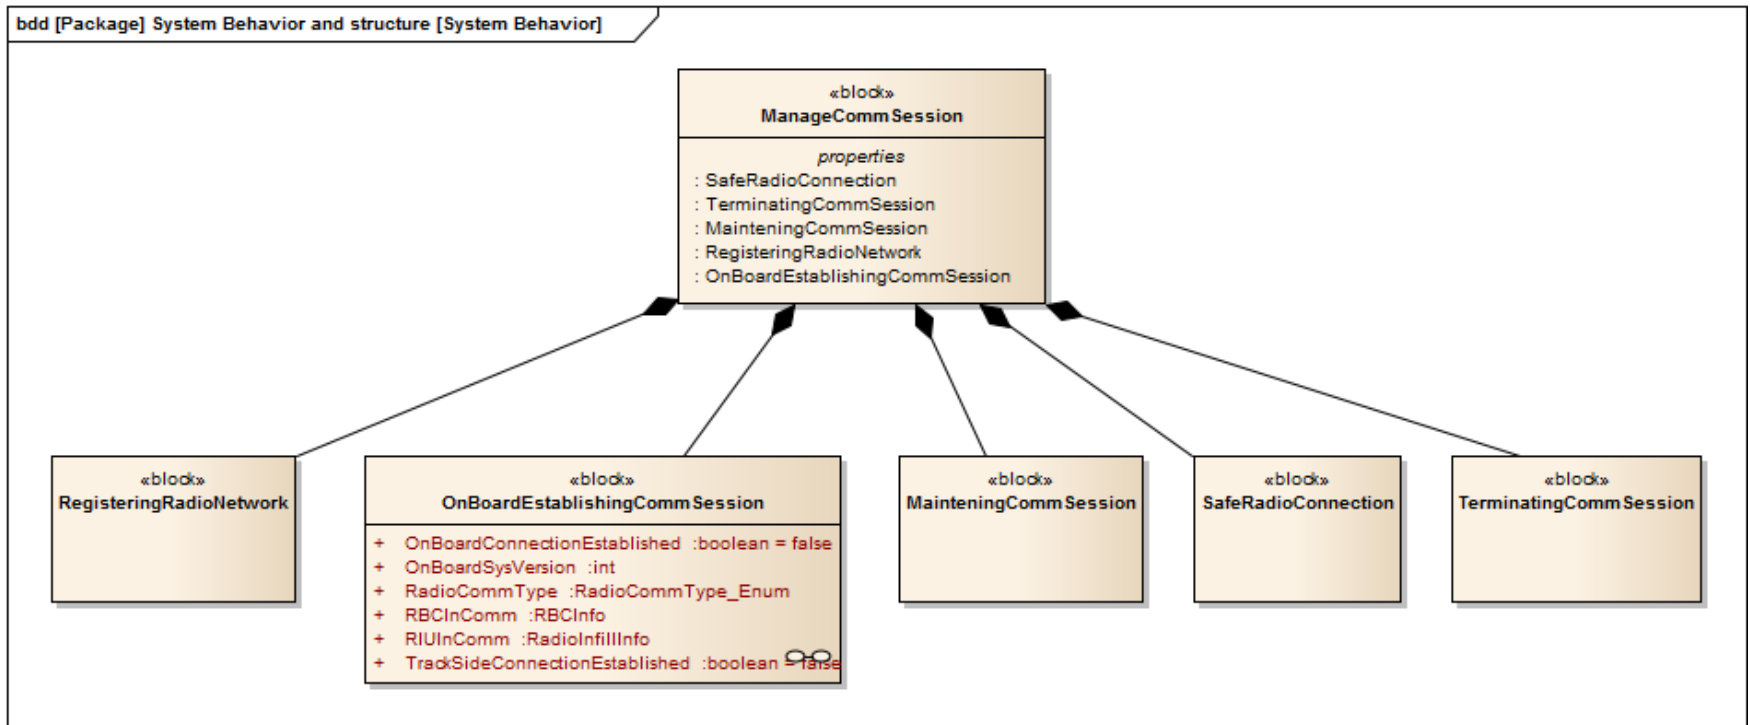 bdd [Package] System Behavior and structure [System Behavior]
«block»
ManageCommSession
properties
: SafeRadioConnection
: TerminatingCommSession
: MainteningCommSession
: RegisteringRadioNetwork
: OnBoardEstablishingCommSession
«block»
RegisteringRadioNetwork
«block»
OnBoardEstablishingCommSession
+ OnBoardConnectionEstablished :boolean = false
+ OnBoardSysVersion :int
+ RadioCommType :RadioCommType_Enum
+ RBCInComm :RBCInfo
+ RIUInComm :RadioInfillInfo
+ TrackSideConnectionEstablished :boolean = false
«block»
MainteningCommSession
«block»
SafeRadioConnection
«block»
TerminatingCommSession